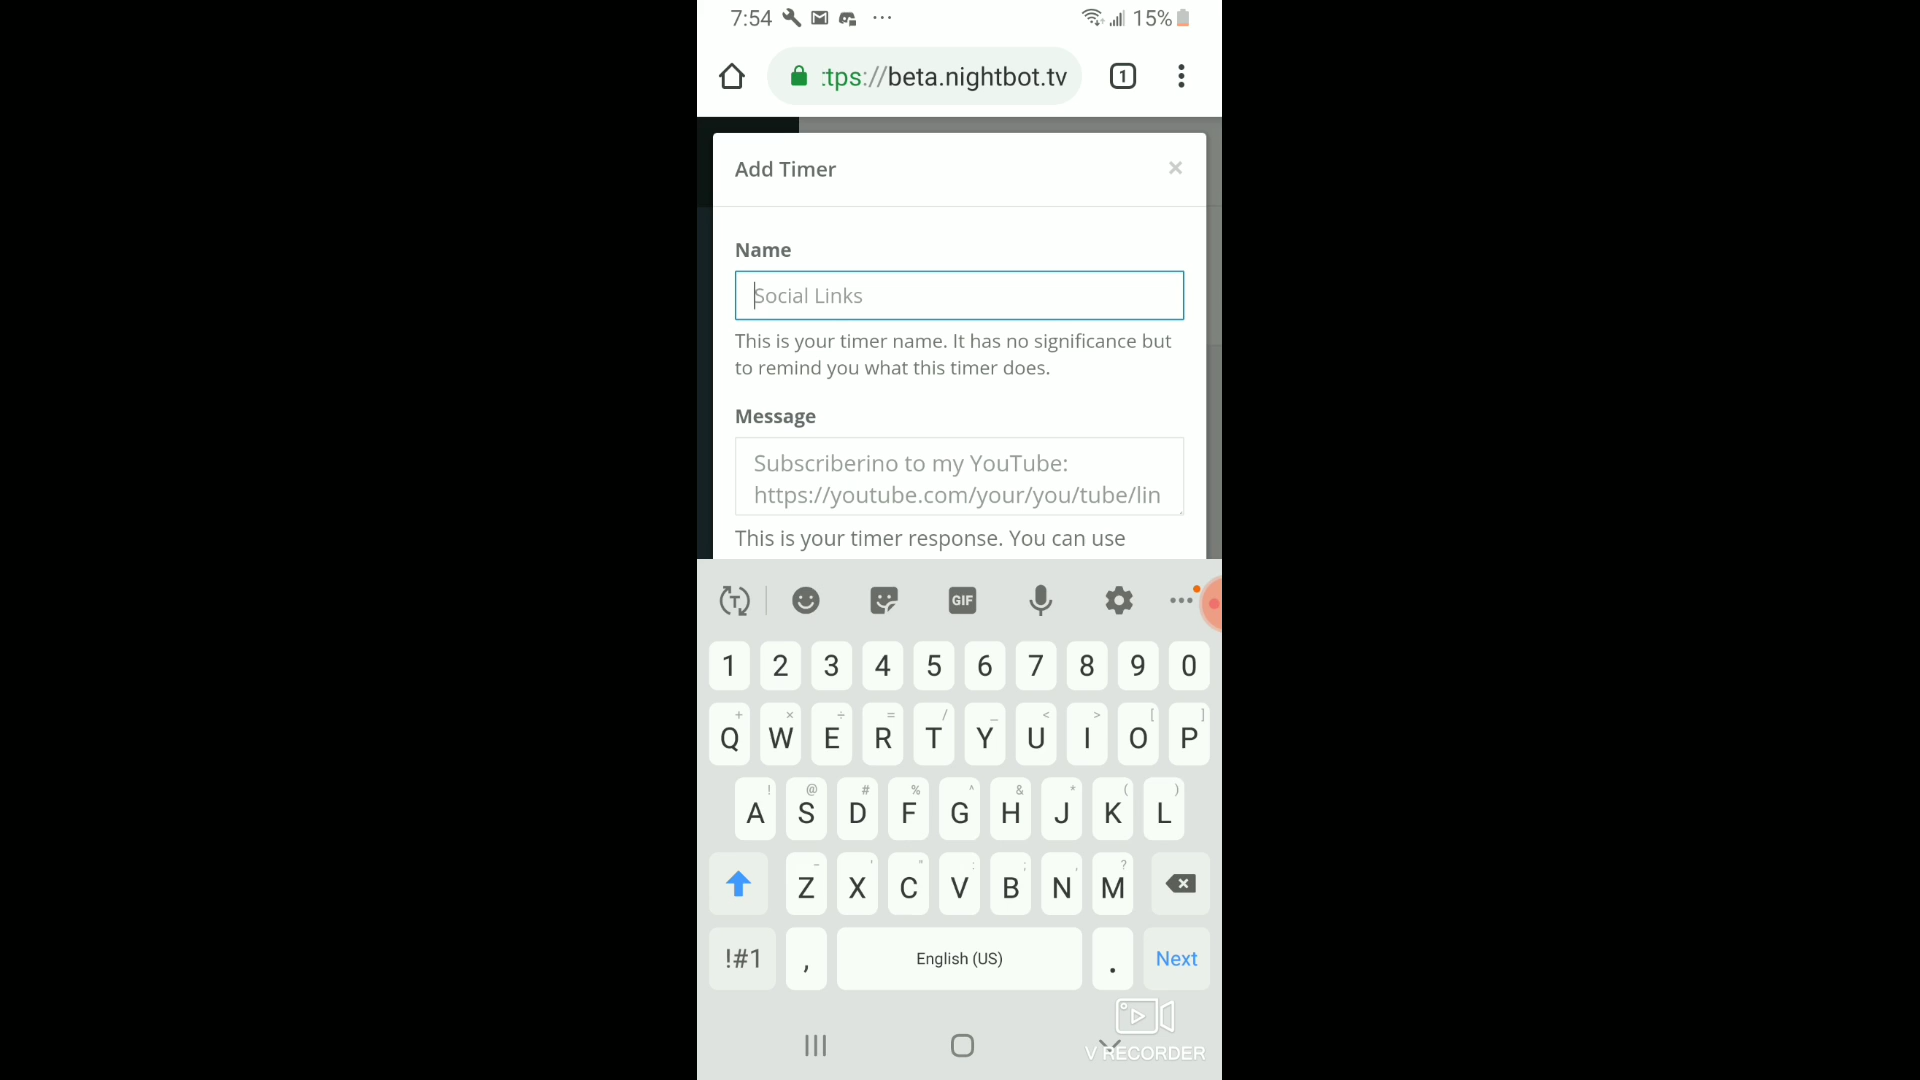 7:54 ... 15%
:tps://beta.nightbot.tv 1
Add Timer ×
Name
Social Links
This is your timer name. It has no significance but
to remind you what this timer does.
Message
Subscriberino to my YouTube:
https://youtube.com/your/you/tube/lin
This is your timer response. You can use
T GIF
1 2 3 4 5 6 7 8 9 0
+ × ÷ = / _ < > [ ]
Q W E R T Y U I O P
! @ # % ^ & * ( )
A S D F G H J K L
- ' " : ; , ?
Z X C V B N M
!#1 , English (US) . Next
V RECORDER